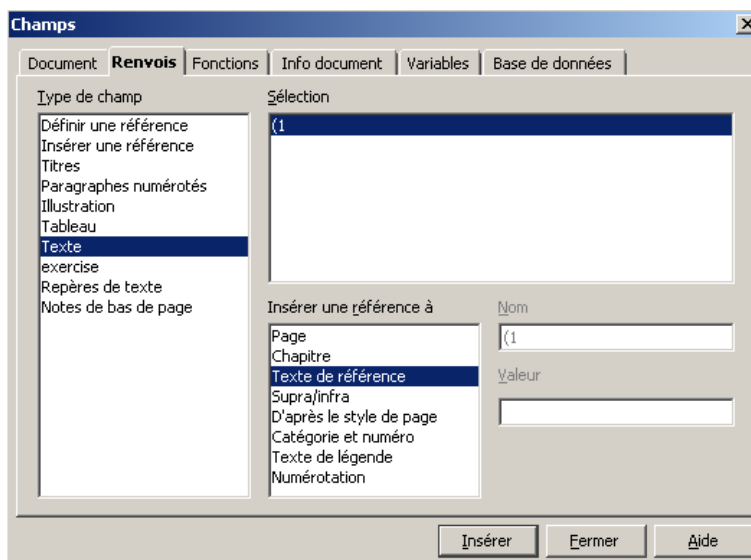 Champs
Document Renvois Fonctions Info document Variables Base de données
Type de champ
Définir une référence
Insérer une référence
Titres
Paragraphes numérotés
Illustration
Tableau
Texte
exercise
Repères de texte
Notes de bas de page
Sélection
(1
Insérer une référence à
Page
Chapitre
Texte de référence
Supra/infra
D'après le style de page
Catégorie et numéro
Texte de légende
Numérotation
Nom
(1
Valeur
Insérer Fermer Aide